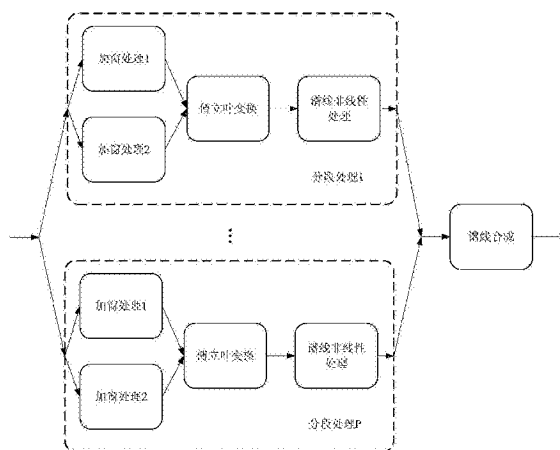 加窗处理1
加窗处理2
傅立叶变换
谱线非线性
处理
分段处理1
⋮
加窗处理1
加窗处理2
傅立叶变换
谱线非线性
处理
分段处理P
谱线合成